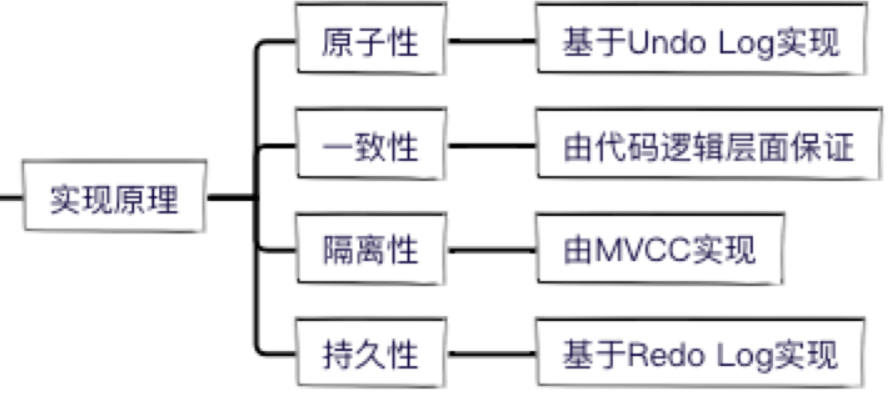 实现原理
原子性
基于Undo Log实现
一致性
由代码逻辑层面保证
隔离性
由MVCC实现
持久性
基于Redo Log实现